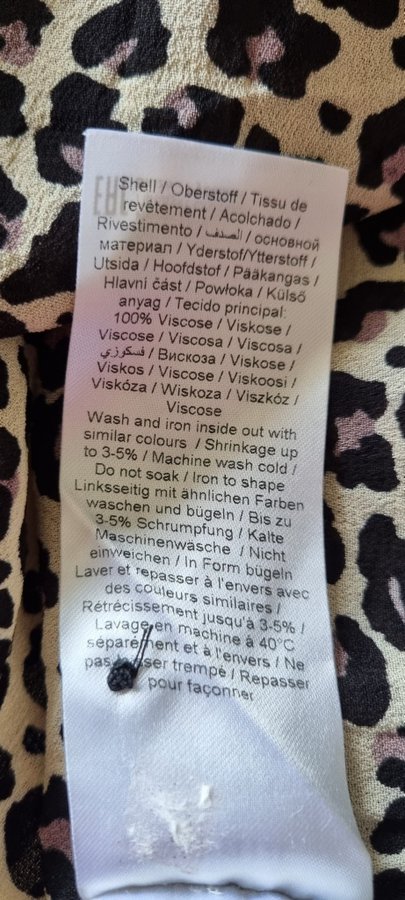 Shell / Oberstoff / Tissu de
revêtement / Acolchado /
Rivestimento / الصدف / основной
материал / Yderstof/Ytterstoff /
Utsida / Hoofdstof / Pääkangas /
Hlavní část / Powłoka / Külső
anyag / Tecido principal:
100% Viscose / Viskose /
Viscose / Viscosa / Viscosa /
فسكوزي / Вискоза / Viskose /
Viskos / Viscose / Viskoosi /
Viskóza / Wiskoza / Viszkóz /
Viscose
Wash and iron inside out with
similar colours / Shrinkage up
to 3-5% / Machine wash cold /
Do not soak / Iron to shape
Linksseitig mit ähnlichen Farben
waschen und bügeln / Bis zu
3-5% Schrumpfung / Kalte
Maschinenwäsche / Nicht
einweichen / In Form bügeln
Laver et repasser à l'envers avec
des couleurs similaires /
Rétrécissement jusqu'à 3-5% /
Lavage en machine à 40°C
séparément et à l'envers / Ne
pas tremper / Repasser
pour façonner